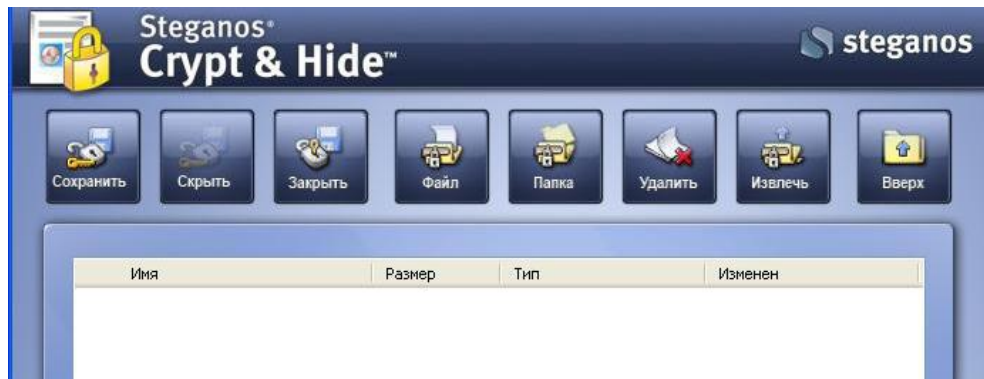 Steganos®
Crypt & Hide™
steganos
Сохранить Скрыть Закрыть Файл Папка Удалить Извлечь Вверх
Имя Размер Тип Изменен